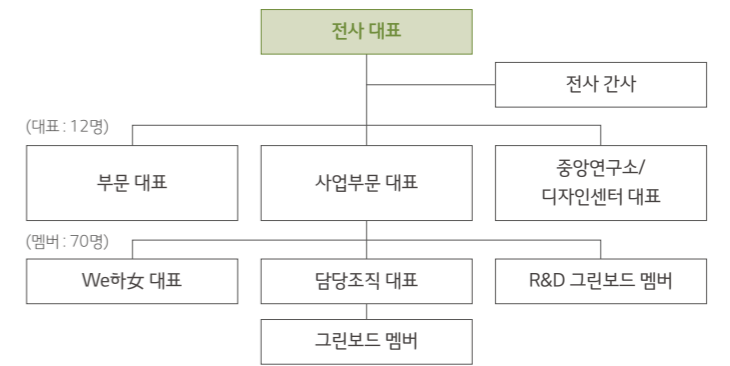 전사 대표
전사 간사
(대표 : 12명)
부문 대표
사업부문 대표
중앙연구소/
디자인센터 대표
(멤버 : 70명)
We하女 대표
담당조직 대표
R&D 그린보드 멤버
그린보드 멤버